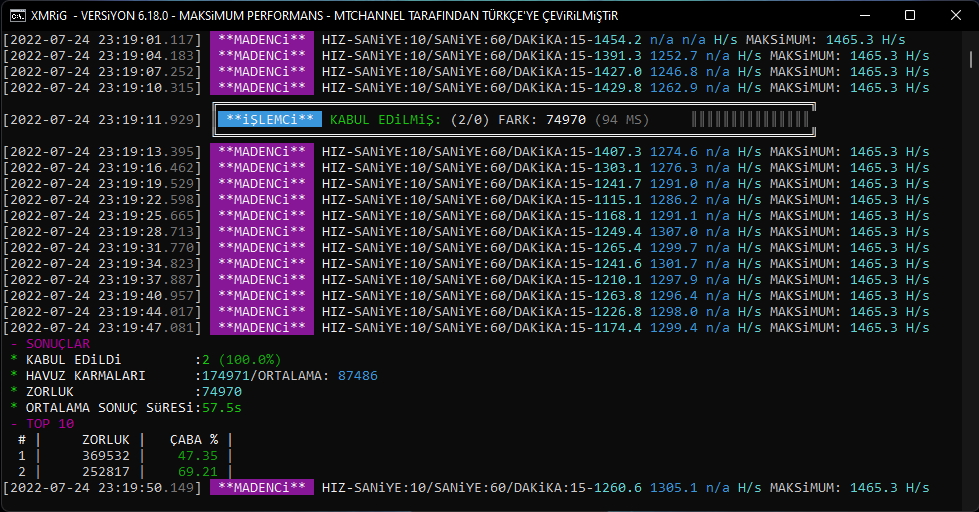 XMRiG - VERSiYON 6.18.0 - MAKSiMUM PERFORMANS - MTCHANNEL TARAFINDAN TÜRKÇE'YE ÇEViRiLMiŞTiR
[2022-07-24 23:19:01.117] **MADENCi** HIZ-SANiYE:10/SANiYE:60/DAKiKA:15-1454.2 n/a n/a H/s MAKSiMUM: 1465.3 H/s
[2022-07-24 23:19:04.183] **MADENCi** HIZ-SANiYE:10/SANiYE:60/DAKiKA:15-1391.3 1252.7 n/a H/s MAKSiMUM: 1465.3 H/s
[2022-07-24 23:19:07.252] **MADENCi** HIZ-SANiYE:10/SANiYE:60/DAKiKA:15-1427.0 1246.8 n/a H/s MAKSiMUM: 1465.3 H/s
[2022-07-24 23:19:10.315] **MADENCi** HIZ-SANiYE:10/SANiYE:60/DAKiKA:15-1429.8 1262.9 n/a H/s MAKSiMUM: 1465.3 H/s
[2022-07-24 23:19:11.929] **iŞLEMCi** KABUL EDiLMiŞ: (2/0) FARK: 74970 (94 MS)
[2022-07-24 23:19:13.395] **MADENCi** HIZ-SANiYE:10/SANiYE:60/DAKiKA:15-1407.3 1274.6 n/a H/s MAKSiMUM: 1465.3 H/s
[2022-07-24 23:19:16.462] **MADENCi** HIZ-SANiYE:10/SANiYE:60/DAKiKA:15-1303.1 1276.3 n/a H/s MAKSiMUM: 1465.3 H/s
[2022-07-24 23:19:19.529] **MADENCi** HIZ-SANiYE:10/SANiYE:60/DAKiKA:15-1241.7 1291.0 n/a H/s MAKSiMUM: 1465.3 H/s
[2022-07-24 23:19:22.598] **MADENCi** HIZ-SANiYE:10/SANiYE:60/DAKiKA:15-1115.1 1286.2 n/a H/s MAKSiMUM: 1465.3 H/s
[2022-07-24 23:19:25.665] **MADENCi** HIZ-SANiYE:10/SANiYE:60/DAKiKA:15-1168.1 1291.1 n/a H/s MAKSiMUM: 1465.3 H/s
[2022-07-24 23:19:28.713] **MADENCi** HIZ-SANiYE:10/SANiYE:60/DAKiKA:15-1249.4 1307.0 n/a H/s MAKSiMUM: 1465.3 H/s
[2022-07-24 23:19:31.770] **MADENCi** HIZ-SANiYE:10/SANiYE:60/DAKiKA:15-1265.4 1299.7 n/a H/s MAKSiMUM: 1465.3 H/s
[2022-07-24 23:19:34.823] **MADENCi** HIZ-SANiYE:10/SANiYE:60/DAKiKA:15-1241.6 1301.7 n/a H/s MAKSiMUM: 1465.3 H/s
[2022-07-24 23:19:37.887] **MADENCi** HIZ-SANiYE:10/SANiYE:60/DAKiKA:15-1210.1 1297.9 n/a H/s MAKSiMUM: 1465.3 H/s
[2022-07-24 23:19:40.957] **MADENCi** HIZ-SANiYE:10/SANiYE:60/DAKiKA:15-1263.8 1296.4 n/a H/s MAKSiMUM: 1465.3 H/s
[2022-07-24 23:19:44.017] **MADENCi** HIZ-SANiYE:10/SANiYE:60/DAKiKA:15-1226.8 1298.0 n/a H/s MAKSiMUM: 1465.3 H/s
[2022-07-24 23:19:47.081] **MADENCi** HIZ-SANiYE:10/SANiYE:60/DAKiKA:15-1174.4 1299.4 n/a H/s MAKSiMUM: 1465.3 H/s
- SONUÇLAR
* KABUL EDiLDi :2 (100.0%)
* HAVUZ KARMALARI :174971/ORTALAMA: 87486
* ZORLUK :74970
* ORTALAMA SONUÇ SüRESi:57.5s
- TOP 10
# | ZORLUK | ÇABA % |
1 | 369532 | 47.35 |
2 | 252817 | 69.21 |
[2022-07-24 23:19:50.149] **MADENCi** HIZ-SANiYE:10/SANiYE:60/DAKiKA:15-1260.6 1305.1 n/a H/s MAKSiMUM: 1465.3 H/s